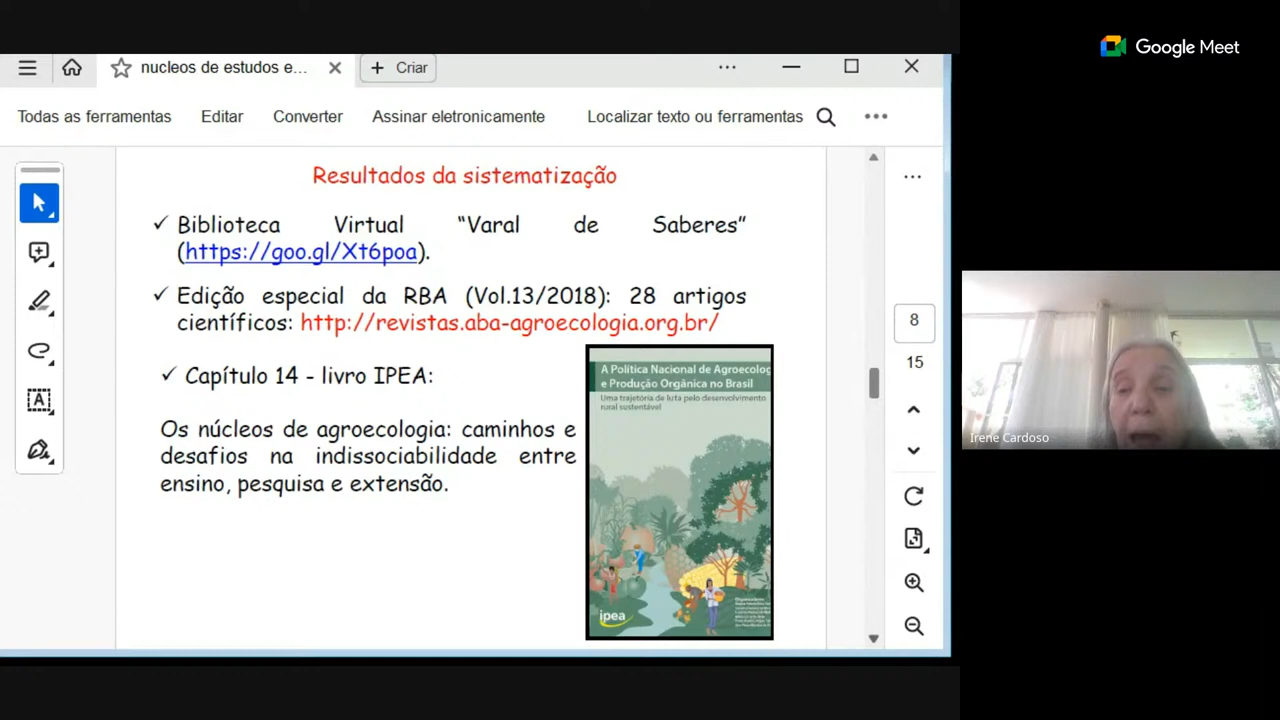 Google Meet
nucleos de estudos e...
Criar
Todas as ferramentas
Editar
Converter
Assinar eletronicamente
Localizar texto ou ferramentas
Resultados da sistematização
✓ Biblioteca Virtual “Varal de Saberes”
(https://goo.gl/Xt6poa).
✓ Edição especial da RBA (Vol.13/2018): 28 artigos
científicos: http://revistas.aba-agroecologia.org.br/
✓ Capítulo 14 - livro IPEA:
Os núcleos de agroecologia: caminhos e
desafios na indissociabilidade entre
ensino, pesquisa e extensão.
A Política Nacional de Agroecolog
e Produção Orgânica no Brasil
Uma trajetória de luta pelo desenvolvimento
rural sustentável
ipea
8
15
Irene Cardoso